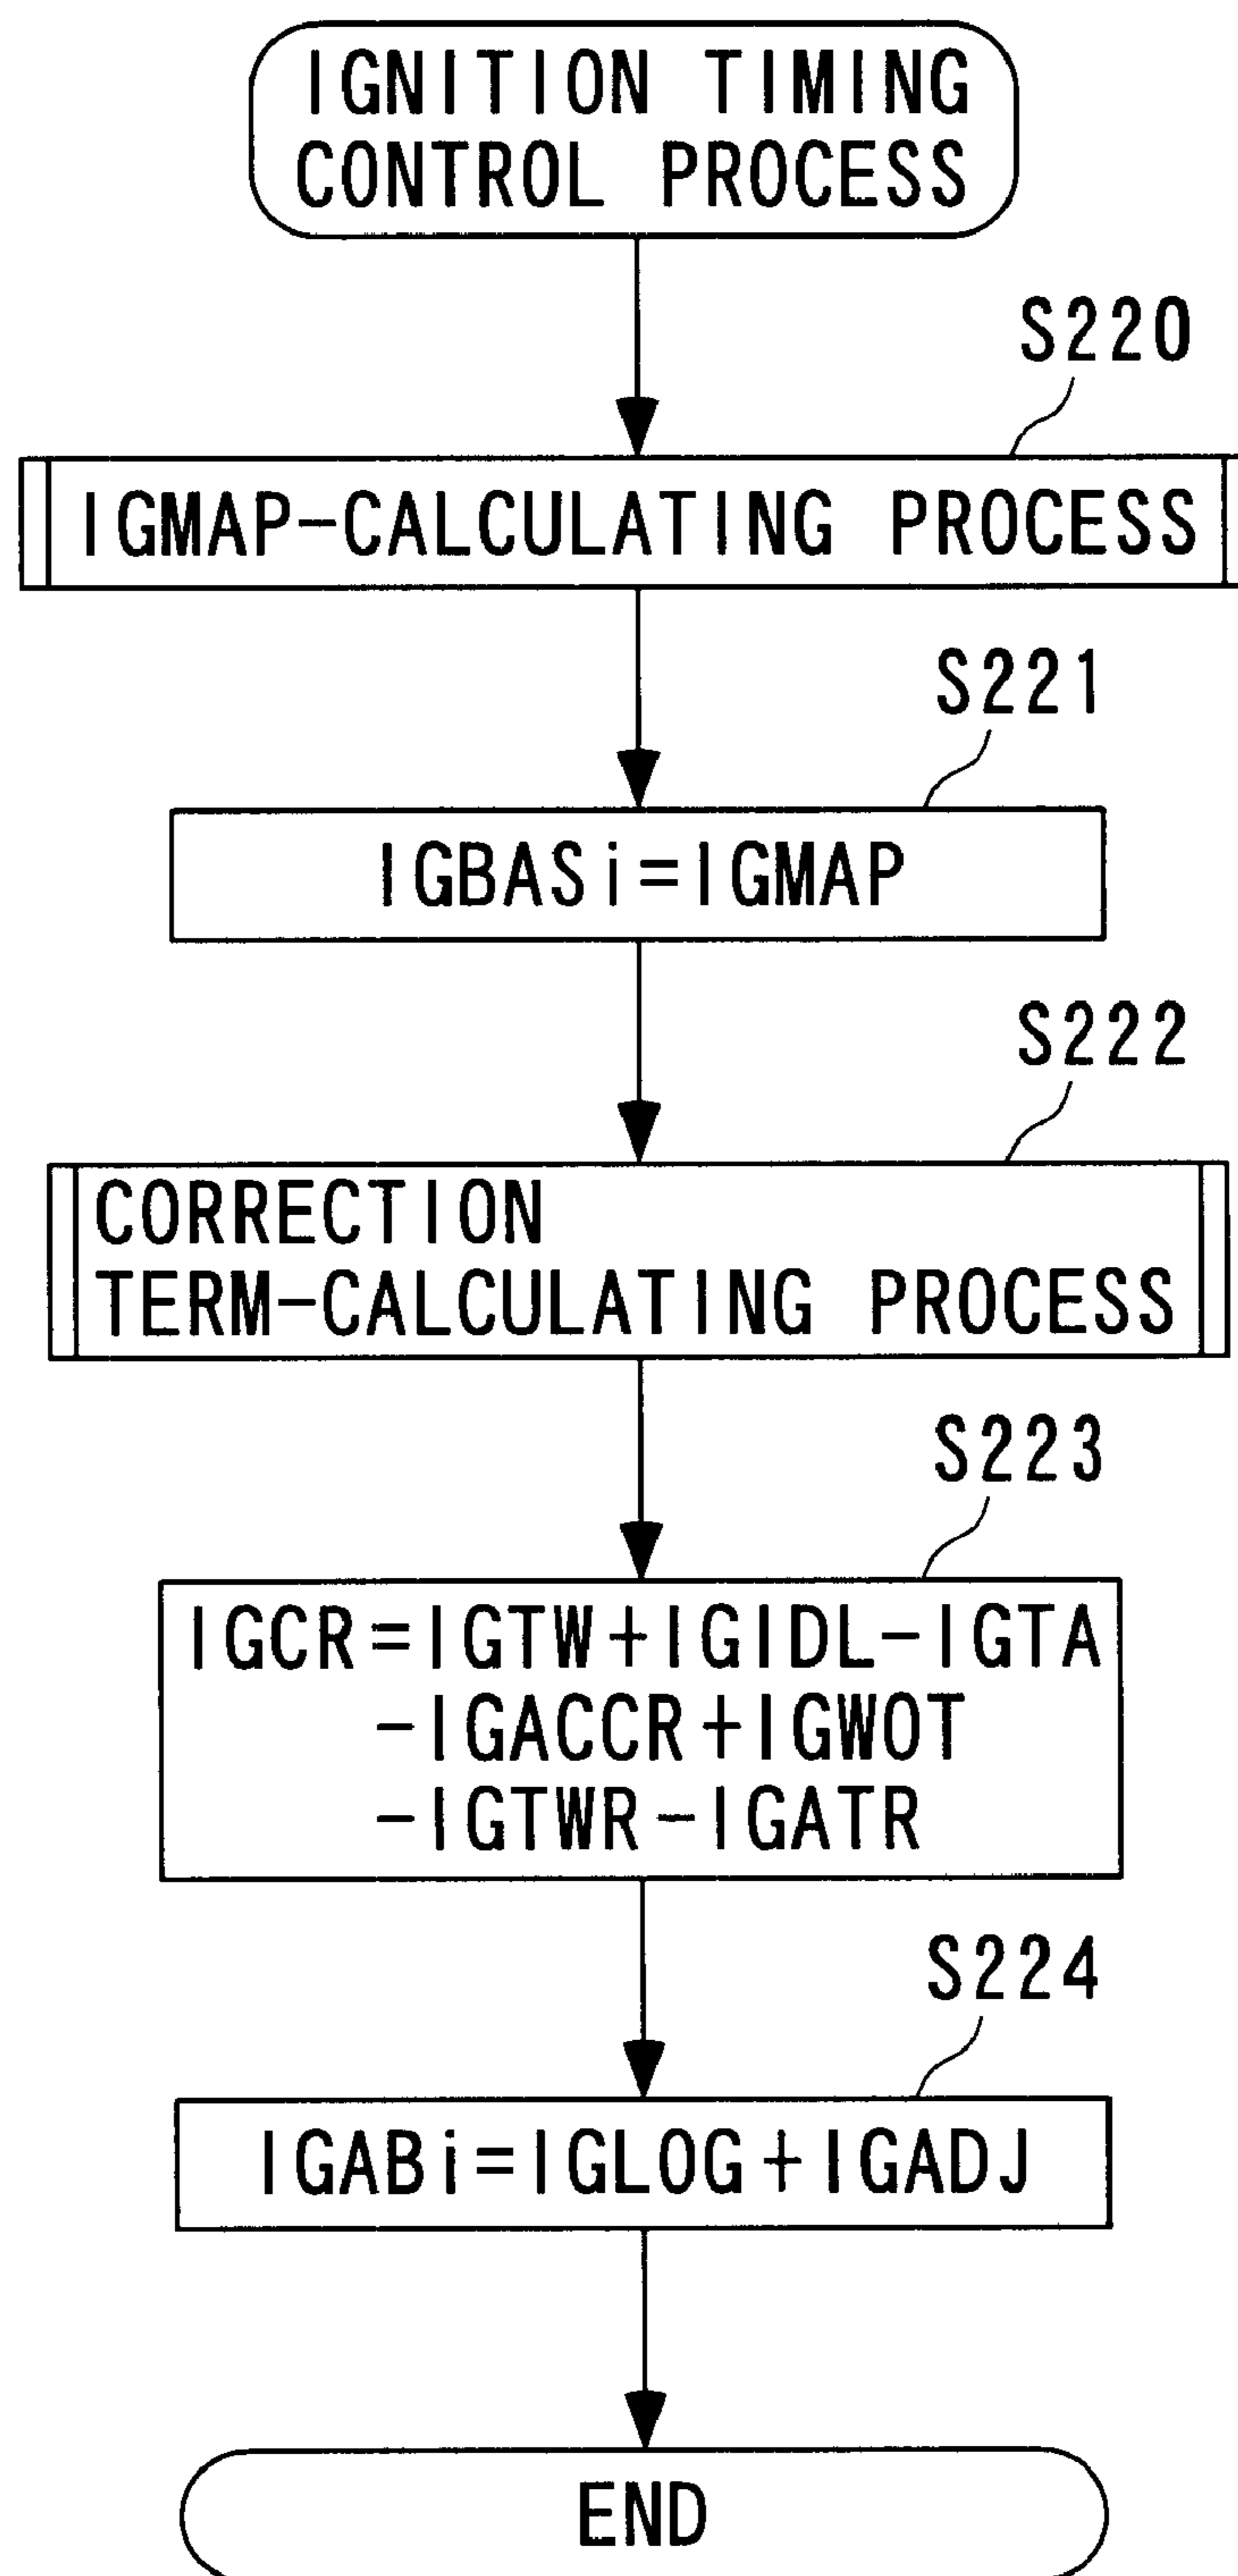 IGNITION TIMING
CONTROL PROCESS
S220
IGMAP-CALCULATING PROCESS
S221
IGBASi=IGMAP
S222
CORRECTION
TERM-CALCULATING PROCESS
S223
IGCR=IGTW+IGIDL-IGTA
-IGACCR+IGWOT
-IGTWR-IGATR
S224
IGABi=IGLOG+IGADJ
END